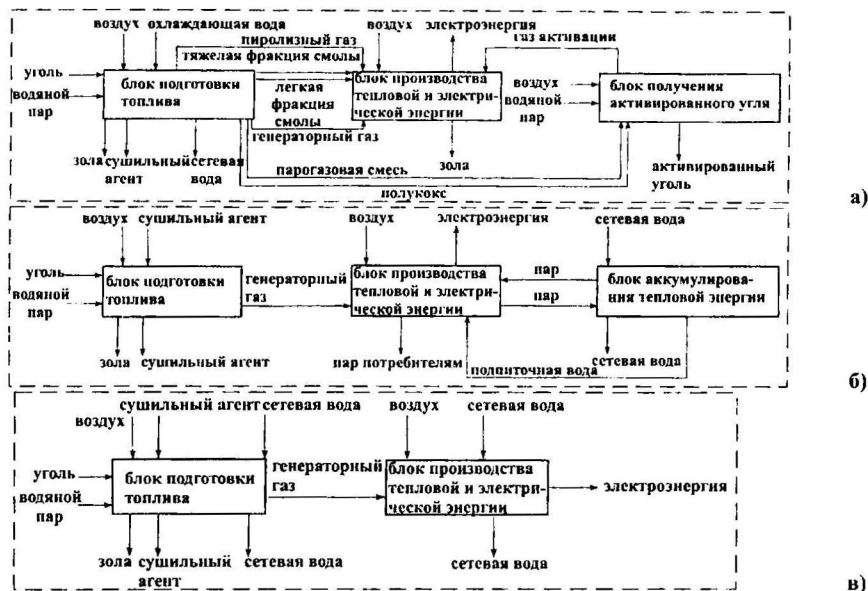 воздух охлаждающая вода
воздух электроэнергия
пиролизный газ
газ активации
тяжелая фракция смолы
уголь
водяной
пар
блок подготовки
топлива
легкая
фракция
смолы
генераторный газ
блок производства
тепловой и электри-
ческой энергии
воздух
водяной
пар
блок получения
активированного угля
зола сушильный сетевая
агент вода
парогазовая смесь
зола
активированный
уголь
полукокс
а)
воздух сушильный агент
воздух электроэнергия
сетевая вода
уголь
водяной
пар
блок подготовки
топлива
генераторный
газ
блок производства
тепловой и электри-
ческой энергии
пар
пар
блок аккумулирова-
ния тепловой энергии
зола сушильный агент
пар потребителям
подпиточная вода
сетевая вода
б)
сушильный агент сетевая вода
воздух
воздух сетевая вода
уголь
водяной
пар
блок подготовки
топлива
генераторный
газ
блок производства
тепловой и электри-
ческой энергии
электроэнергия
зола сушильный
агент
сетевая вода
сетевая вода
в)